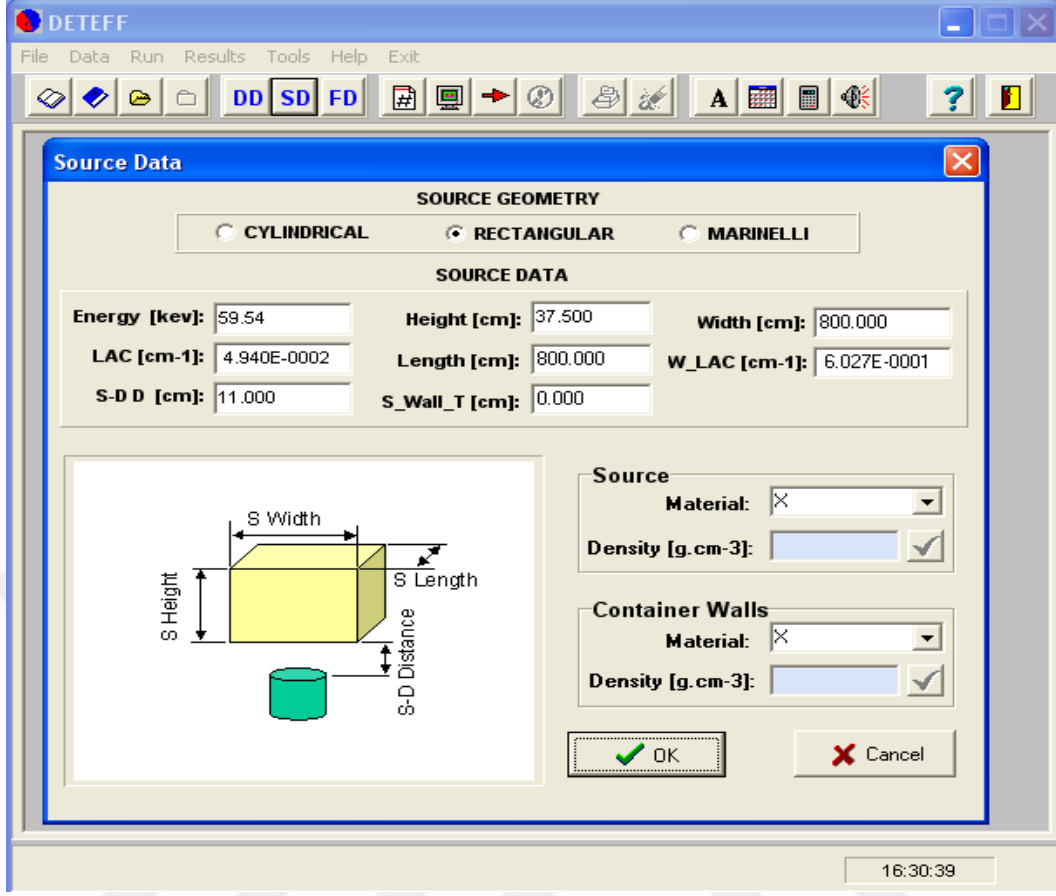 DETEFF
File Data Run Results Tools Help Exit
DD SD FD A ?
Source Data
SOURCE GEOMETRY
CYLINDRICAL RECTANGULAR MARINELLI
SOURCE DATA
Energy [kev]: 59.54 Height [cm]: 37.500 Width [cm]: 800.000
LAC [cm-1]: 4.940E-0002 Length [cm]: 800.000 W_LAC [cm-1]: 6.027E-0001
S-D D [cm]: 11.000 S_Wall_T [cm]: 0.000
S Width
S Length
S Height
S-D Distance
Source
Material: X
Density [g.cm-3]:
Container Walls
Material: X
Density [g.cm-3]:
OK Cancel
16:30:39